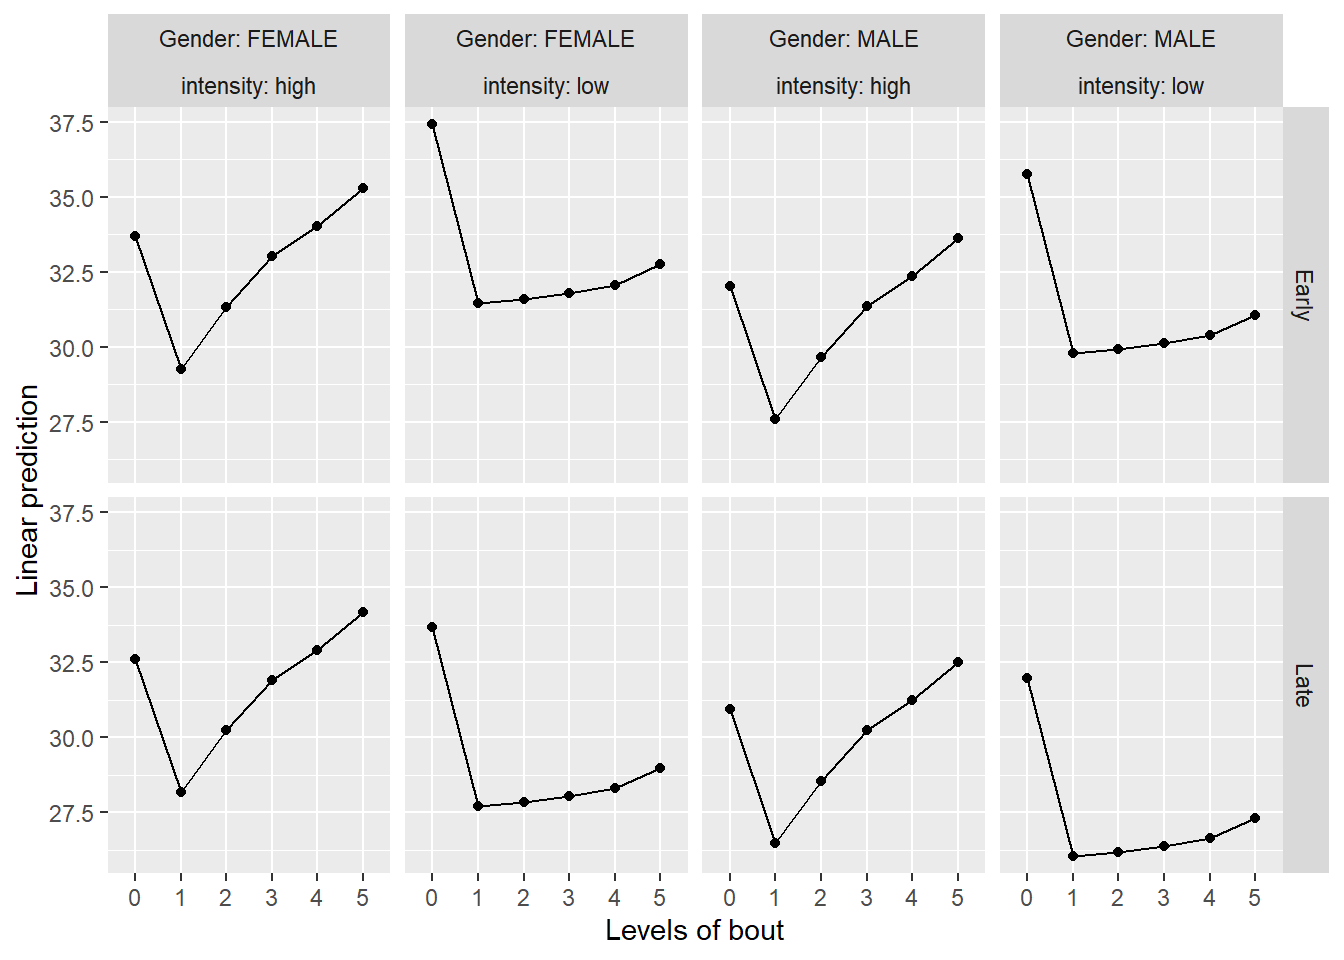 Gender: FEMALE
intensity: high
Gender: FEMALE
intensity: low
Gender: MALE
intensity: high
Gender: MALE
intensity: low
37.5
35.0
32.5
30.0
27.5
Early
37.5
35.0
32.5
30.0
27.5
Late
Linear prediction
0 1 2 3 4 5
0 1 2 3 4 5
0 1 2 3 4 5
0 1 2 3 4 5
Levels of bout